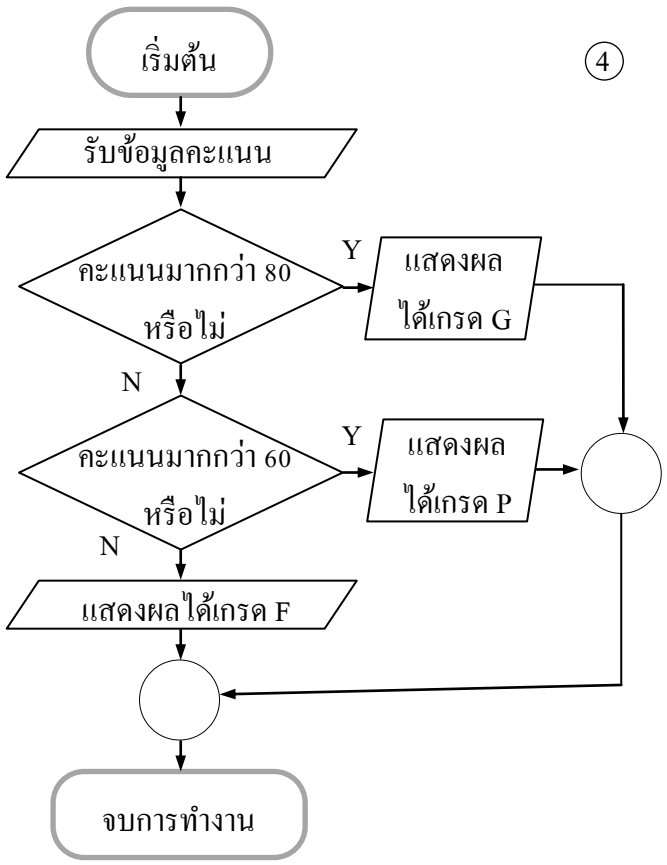 เริ่มต้น
4
รับข้อมูลคะแนน
คะแนนมากกว่า 80
หรือไม่
Y
แสดงผล
ได้เกรด G
N
คะแนนมากกว่า 60
หรือไม่
Y
แสดงผล
ได้เกรด P
N
แสดงผลได้เกรด F
จบการทำงาน